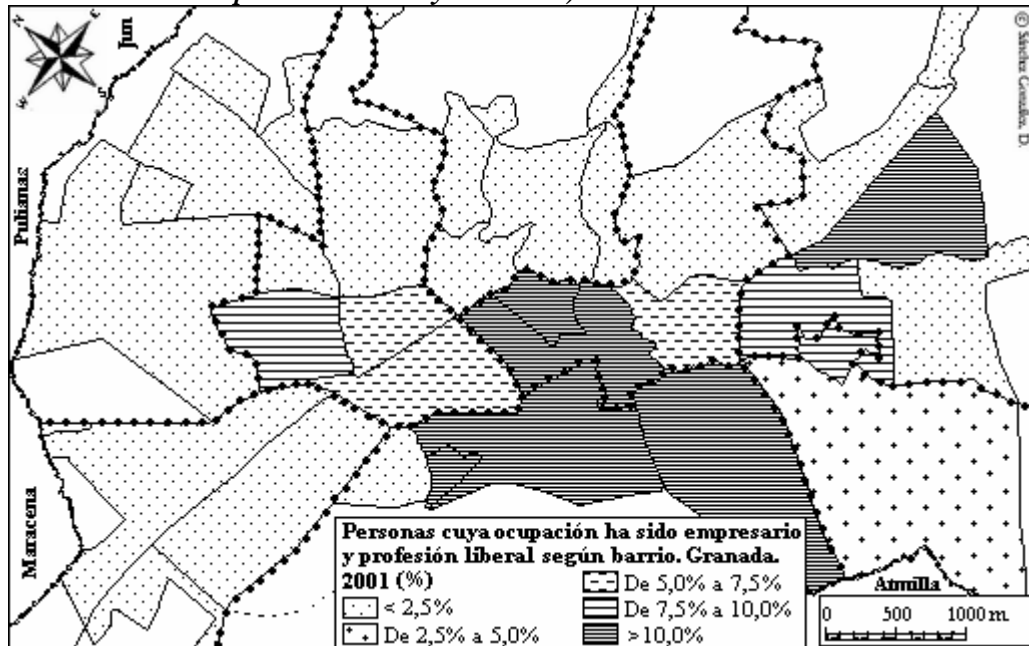 N
E
S
W
Jun
Pulianas
Maracena
© Sánchez González, D.
Personas cuya ocupación ha sido empresario
y profesión liberal según barrio. Granada.
2001 (%)
< 2,5%
De 2,5% a 5,0%
De 5,0% a 7,5%
De 7,5% a 10,0%
>10,0%
Atmilla
0 500 1000 m.